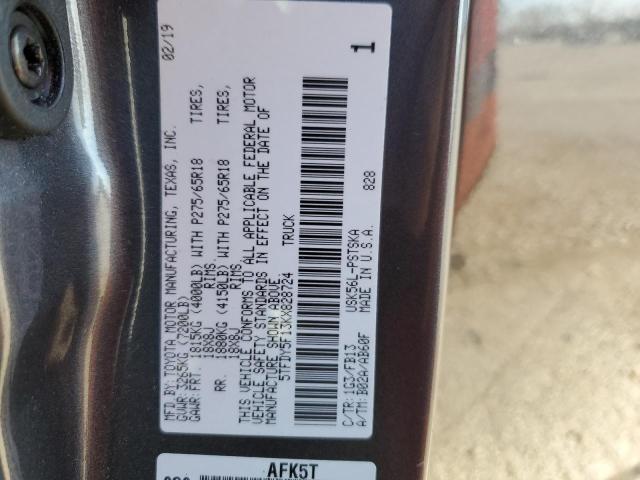 MFD.BY:TOYOTA MOTOR MANUFACTURING, TEXAS, INC. 02/19
GVWR: 3265KG (7200LB)
GAWR:FRT. 1815KG (4000LB) WITH P275/65R18 TIRES,
18X8J RIMS
RR. 1880KG (4150LB) WITH P275/65R18 TIRES,
18X8J RIMS
THIS VEHICLE CONFORMS TO ALL APPLICABLE FEDERAL MOTOR
VEHICLE SAFETY STANDARDS IN EFFECT ON THE DATE OF
MANUFACTURE SHOWN ABOVE.
5TFDY5F13KX828724 TRUCK
1
C/TR:1G3/FB13 USK56L-PSTSKA 828
A/TM:B02A/AB60F MADE IN U.S.A.
AFK5T